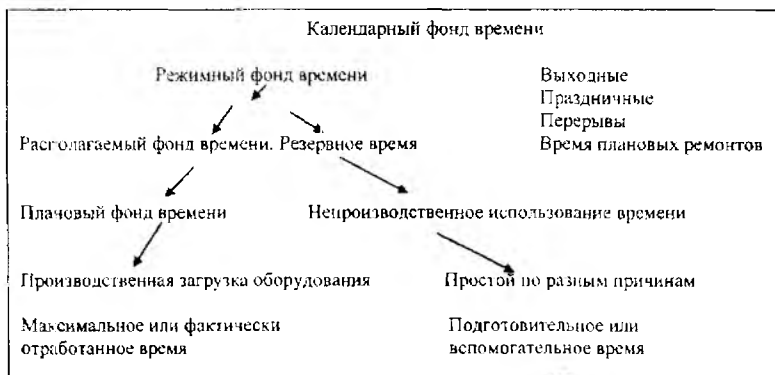 Календарный фонд времени
Режимный фонд времени
Выходные
Праздничные
Перерывы
Располагаемый фонд времени. Резервное время
Время плановых ремонтов
Плачовый фонд времени
Непроизводственное использование времени
Производственная загрузка оборудования
Простой по разным причинам
Максимальное или фактически
отработанное время
Подготовительное или
вспомогательное время